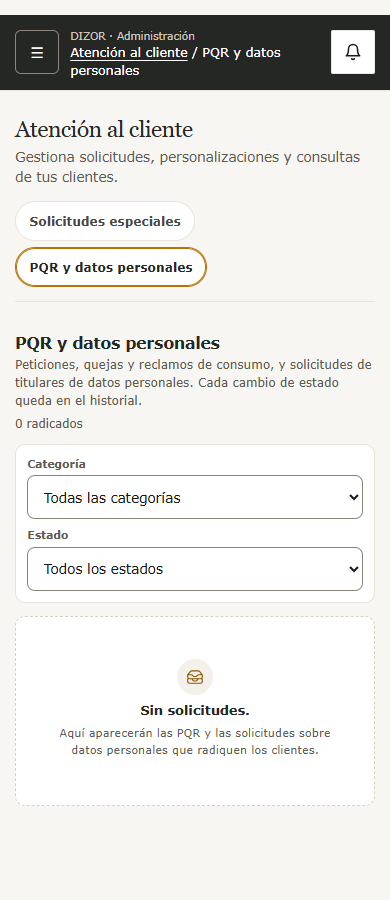 DIZOR · Administración
Atención al cliente / PQR y datos
personales
Atención al cliente
Gestiona solicitudes, personalizaciones y consultas
de tus clientes.
Solicitudes especiales
PQR y datos personales
PQR y datos personales
Peticiones, quejas y reclamos de consumo, y solicitudes de
titulares de datos personales. Cada cambio de estado
queda en el historial.
0 radicados
Categoría
Todas las categorías
Estado
Todos los estados
Sin solicitudes.
Aquí aparecerán las PQR y las solicitudes sobre
datos personales que radiquen los clientes.